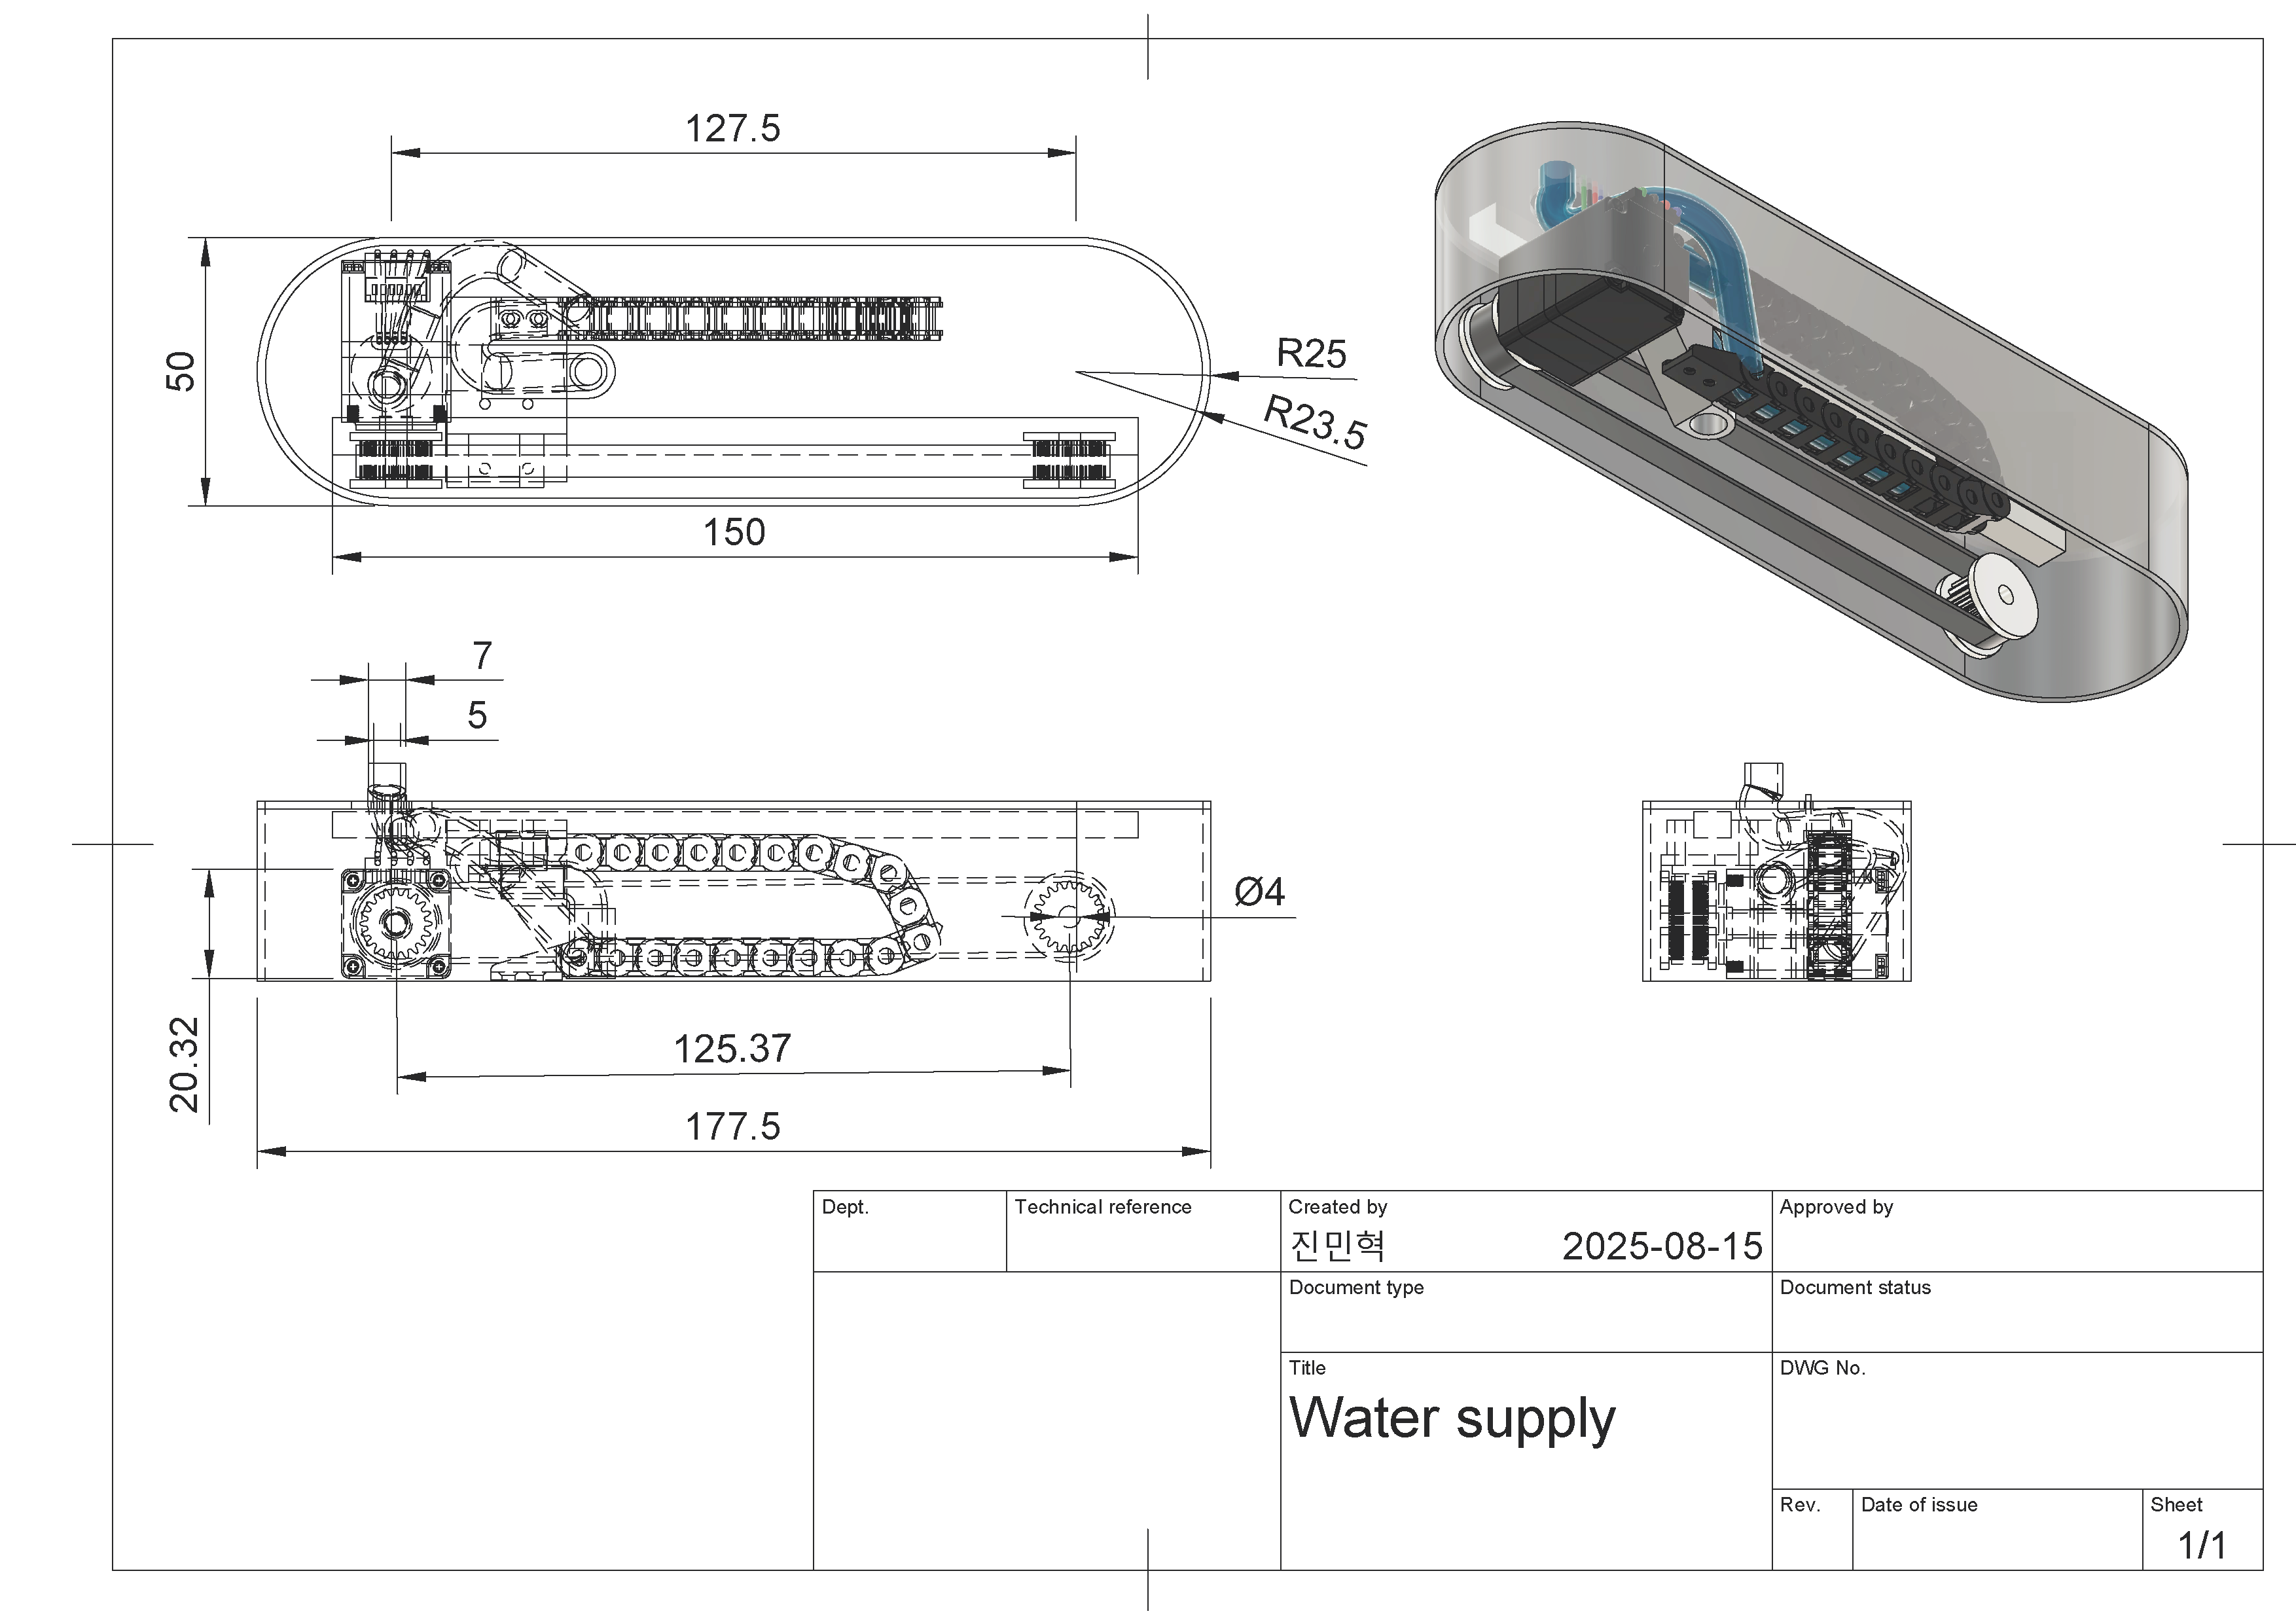 127.5
50
R25
R23.5
150
7
5
Ø4
20.32
125.37
177.5
Dept.
Technical reference
Created by
진민혁 2025-08-15
Approved by
Document type
Document status
Title
Water supply
DWG No.
Rev.
Date of issue
Sheet
1/1